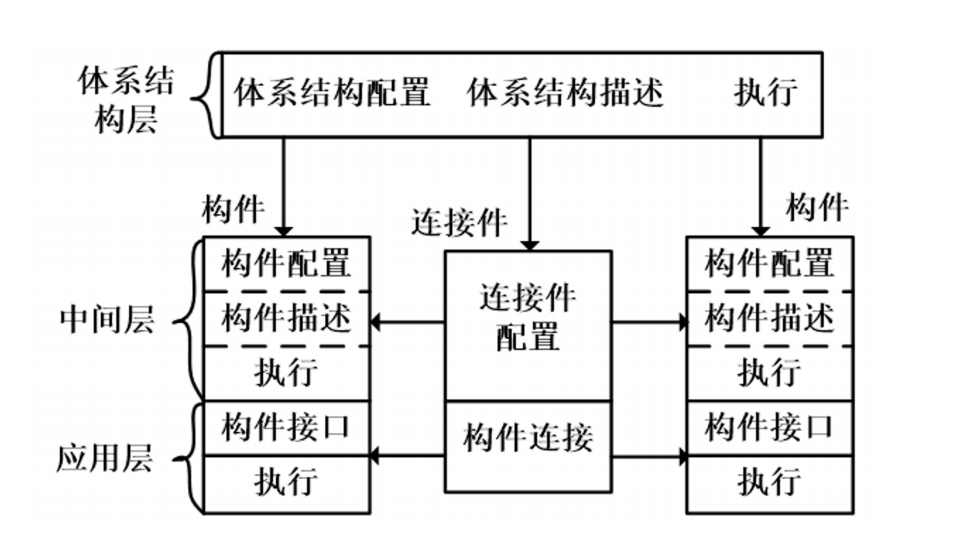 体系结
构层
体系结构配置 体系结构描述 执行
构件
连接件
构件
中间层
构件配置
构件描述
执行
连接件
配置
构件配置
构件描述
执行
应用层
构件接口
执行
构件连接
构件接口
执行